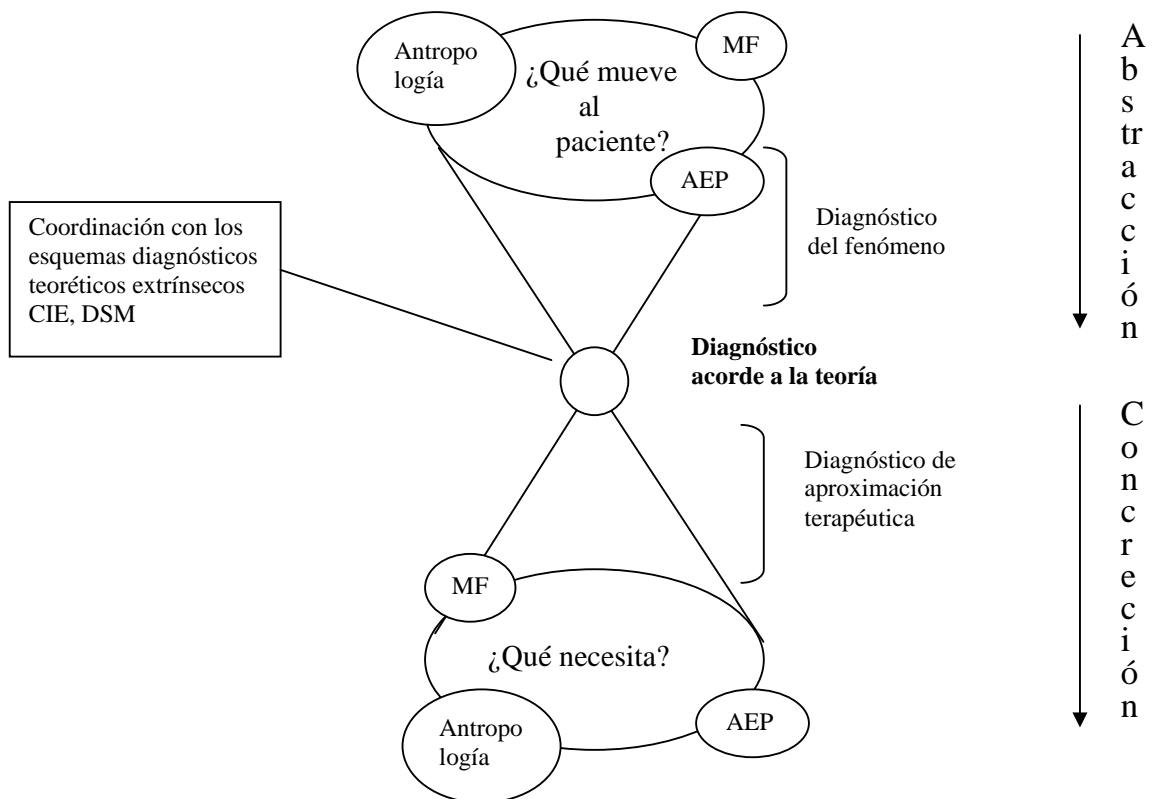 Antropo
logía
¿Qué mueve
al
paciente?
MF
AEP
Diagnóstico
del fenómeno
Coordinación con los
esquemas diagnósticos
teoréticos extrínsecos
CIE, DSM
Diagnóstico
acorde a la teoría
Diagnóstico de
aproximación
terapéutica
MF
¿Qué necesita?
Antropo
logía
AEP
A
b
s
tr
a
c
c
i
ó
n
C
o
n
c
r
e
c
i
ó
n